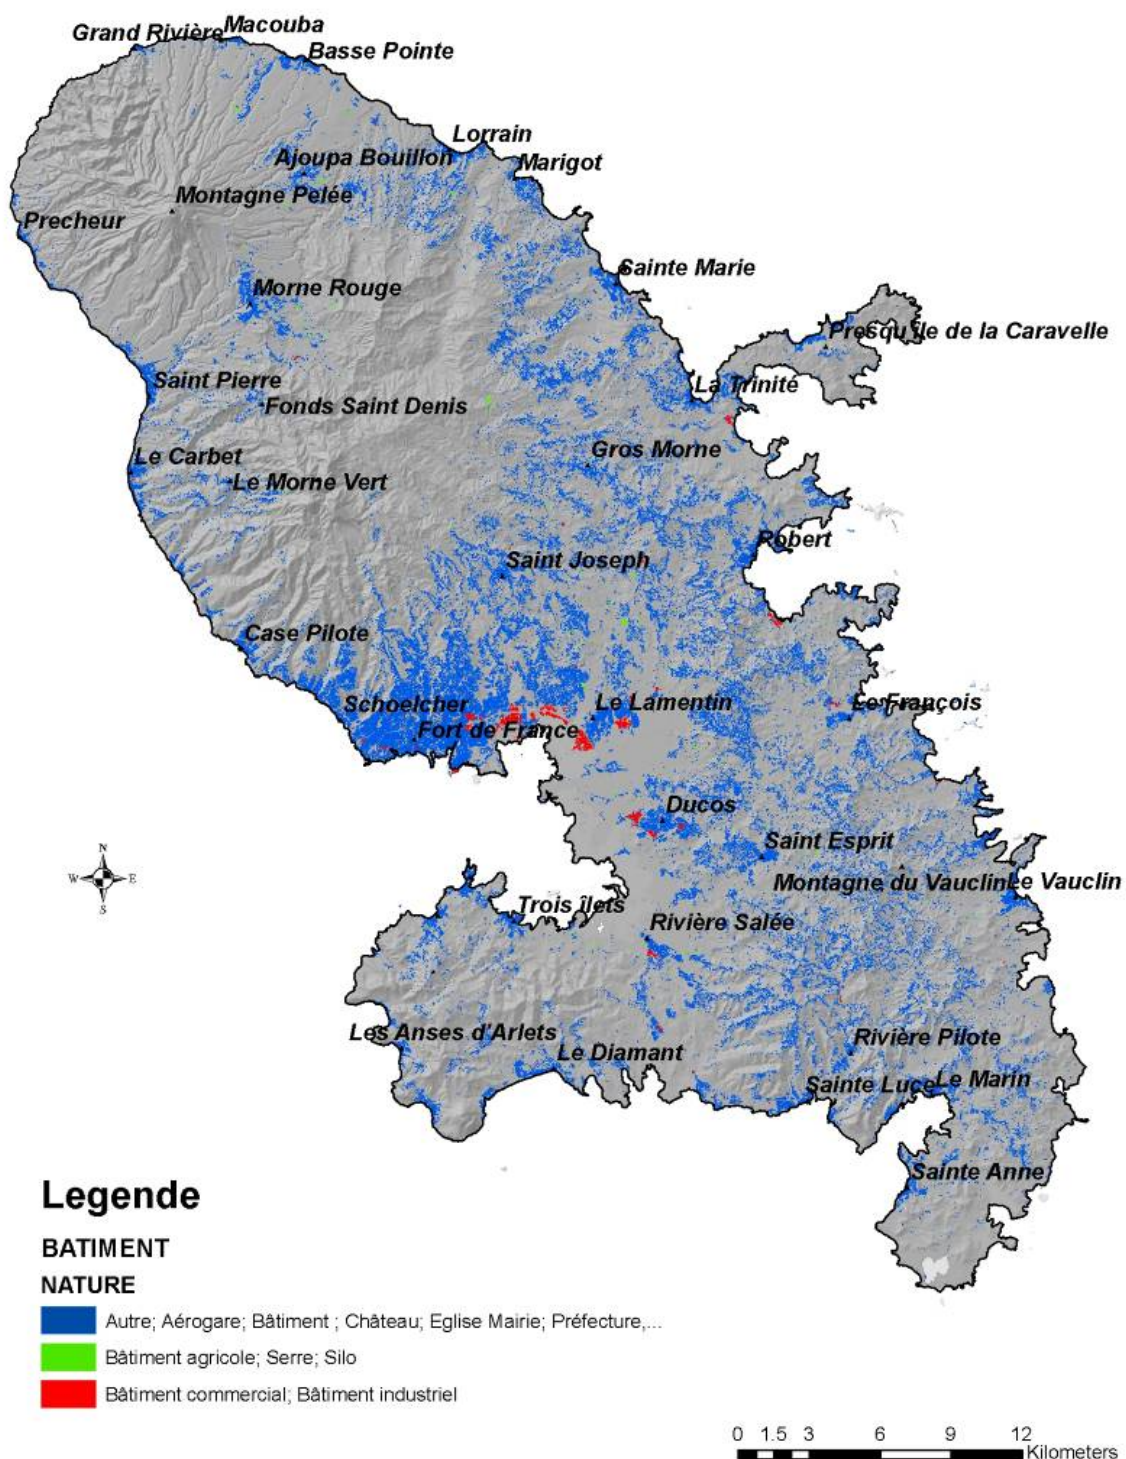 Grand Rivière
Macouba
Basse Pointe
Lorrain
Ajoupa Bouillon
Marigot
Montagne Pelée
Precheur
Sainte Marie
Morne Rouge
Presqu'île de la Caravelle
Saint Pierre
La Trinité
Fonds Saint Denis
Gros Morne
Le Carbet
Le Morne Vert
Robert
Saint Joseph
Case Pilote
Schoelcher
Le Lamentin
Le François
Fort de France
Ducos
Saint Esprit
N
W
E
S
Montagne du Vauclin
Le Vauclin
Trois îlets
Rivière Salée
Les Anses d'Arlets
Rivière Pilote
Le Diamant
Sainte Luce
Le Marin
Sainte Anne
Legende
BATIMENT
NATURE
Autre; Aérogare; Bâtiment ; Château; Eglise Mairie; Préfecture,...
Bâtiment agricole; Serre; Silo
Bâtiment commercial; Bâtiment industriel
0 1.5 3 6 9 12
Kilometers